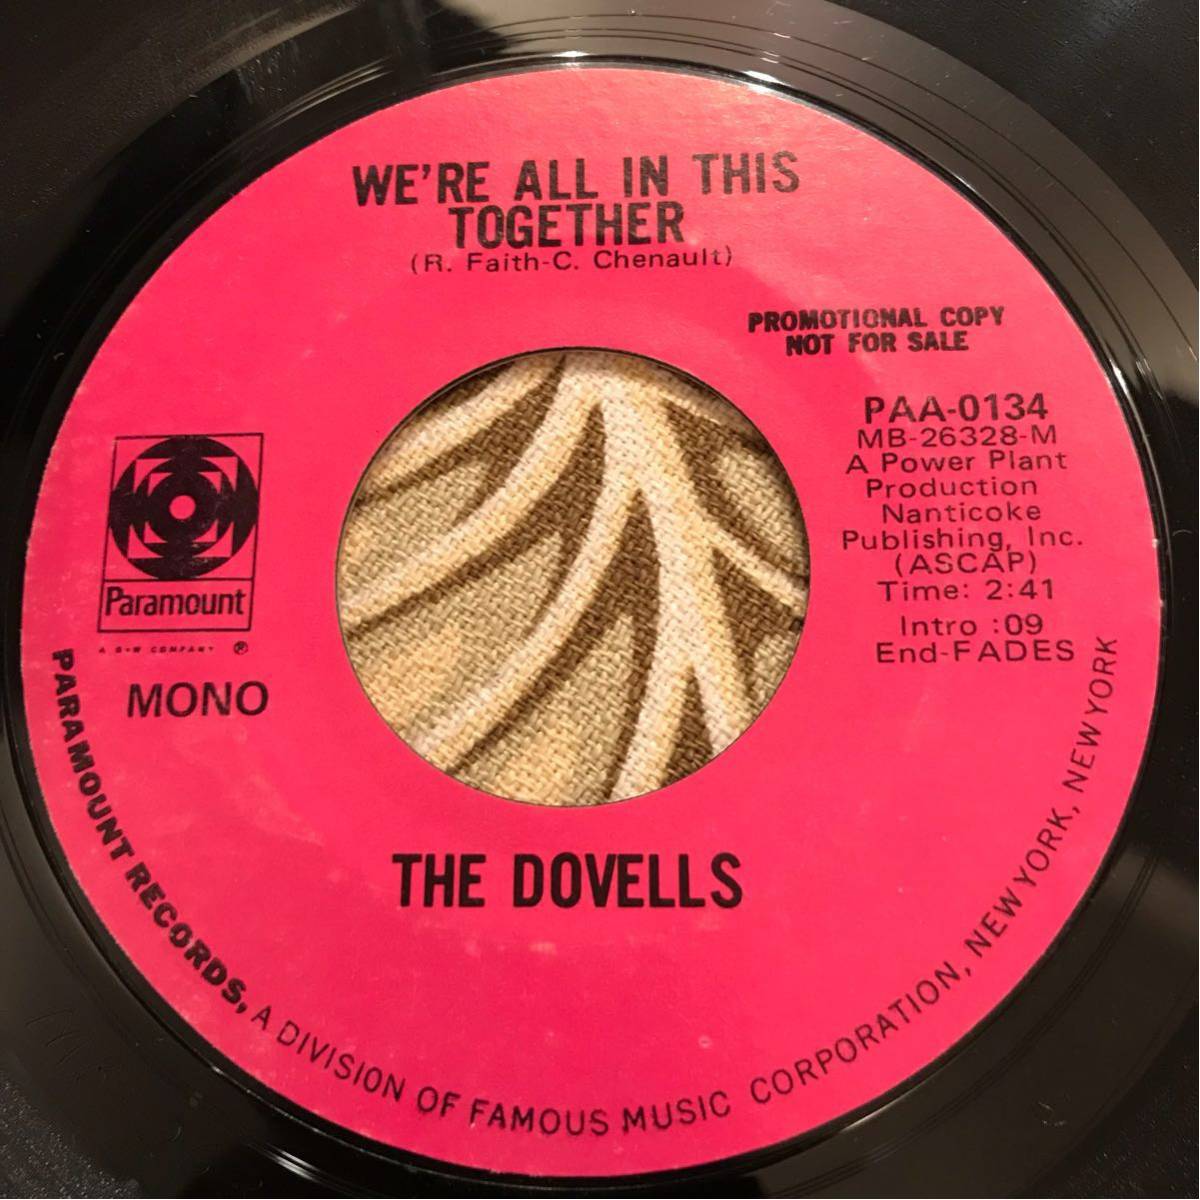 WE'RE ALL IN THIS
TOGETHER
(R. Faith-C. Chenault)
PROMOTIONAL COPY
NOT FOR SALE
PAA-0134
MB-26328-M
A Power Plant
Production
Nanticoke
Publishing, Inc.
(ASCAP)
Time: 2:41
Intro :09
End-FADES
Paramount
A G+W COMPANY ®
MONO
THE DOVELLS
PARAMOUNT RECORDS, A DIVISION OF FAMOUS MUSIC CORPORATION, NEW YORK, NEW YORK